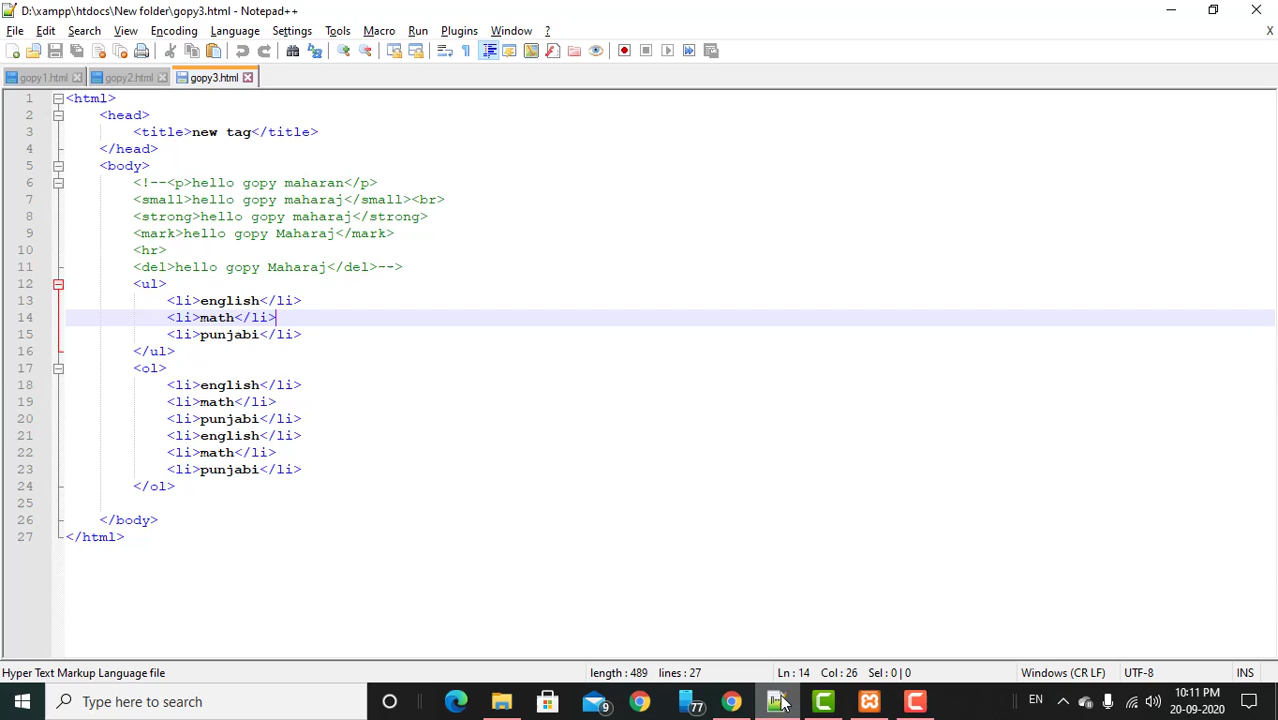 D:\xampp\htdocs\New folder\gopy3.html - Notepad++
File Edit Search View Encoding Language Settings Tools Macro Run Plugins Window ? X
gopy1.html gopy2.html gopy3.html
1 <html>
2 <head>
3 <title>new tag</title>
4 </head>
5 <body>
6 <!--<p>hello gopy maharan</p>
7 <small>hello gopy maharaj</small><br>
8 <strong>hello gopy maharaj</strong>
9 <mark>hello gopy Maharaj</mark>
10 <hr>
11 <del>hello gopy Maharaj</del>-->
12 <ul>
13 <li>english</li>
14 <li>math</li>
15 <li>punjabi</li>
16 </ul>
17 <ol>
18 <li>english</li>
19 <li>math</li>
20 <li>punjabi</li>
21 <li>english</li>
22 <li>math</li>
23 <li>punjabi</li>
24 </ol>
25
26 </body>
27 </html>
Hyper Text Markup Language file length : 489 lines : 27 Ln : 14 Col : 26 Sel : 0 | 0 Windows (CR LF) UTF-8 INS
Type here to search 9 77 EN 10:11 PM
20-09-2020